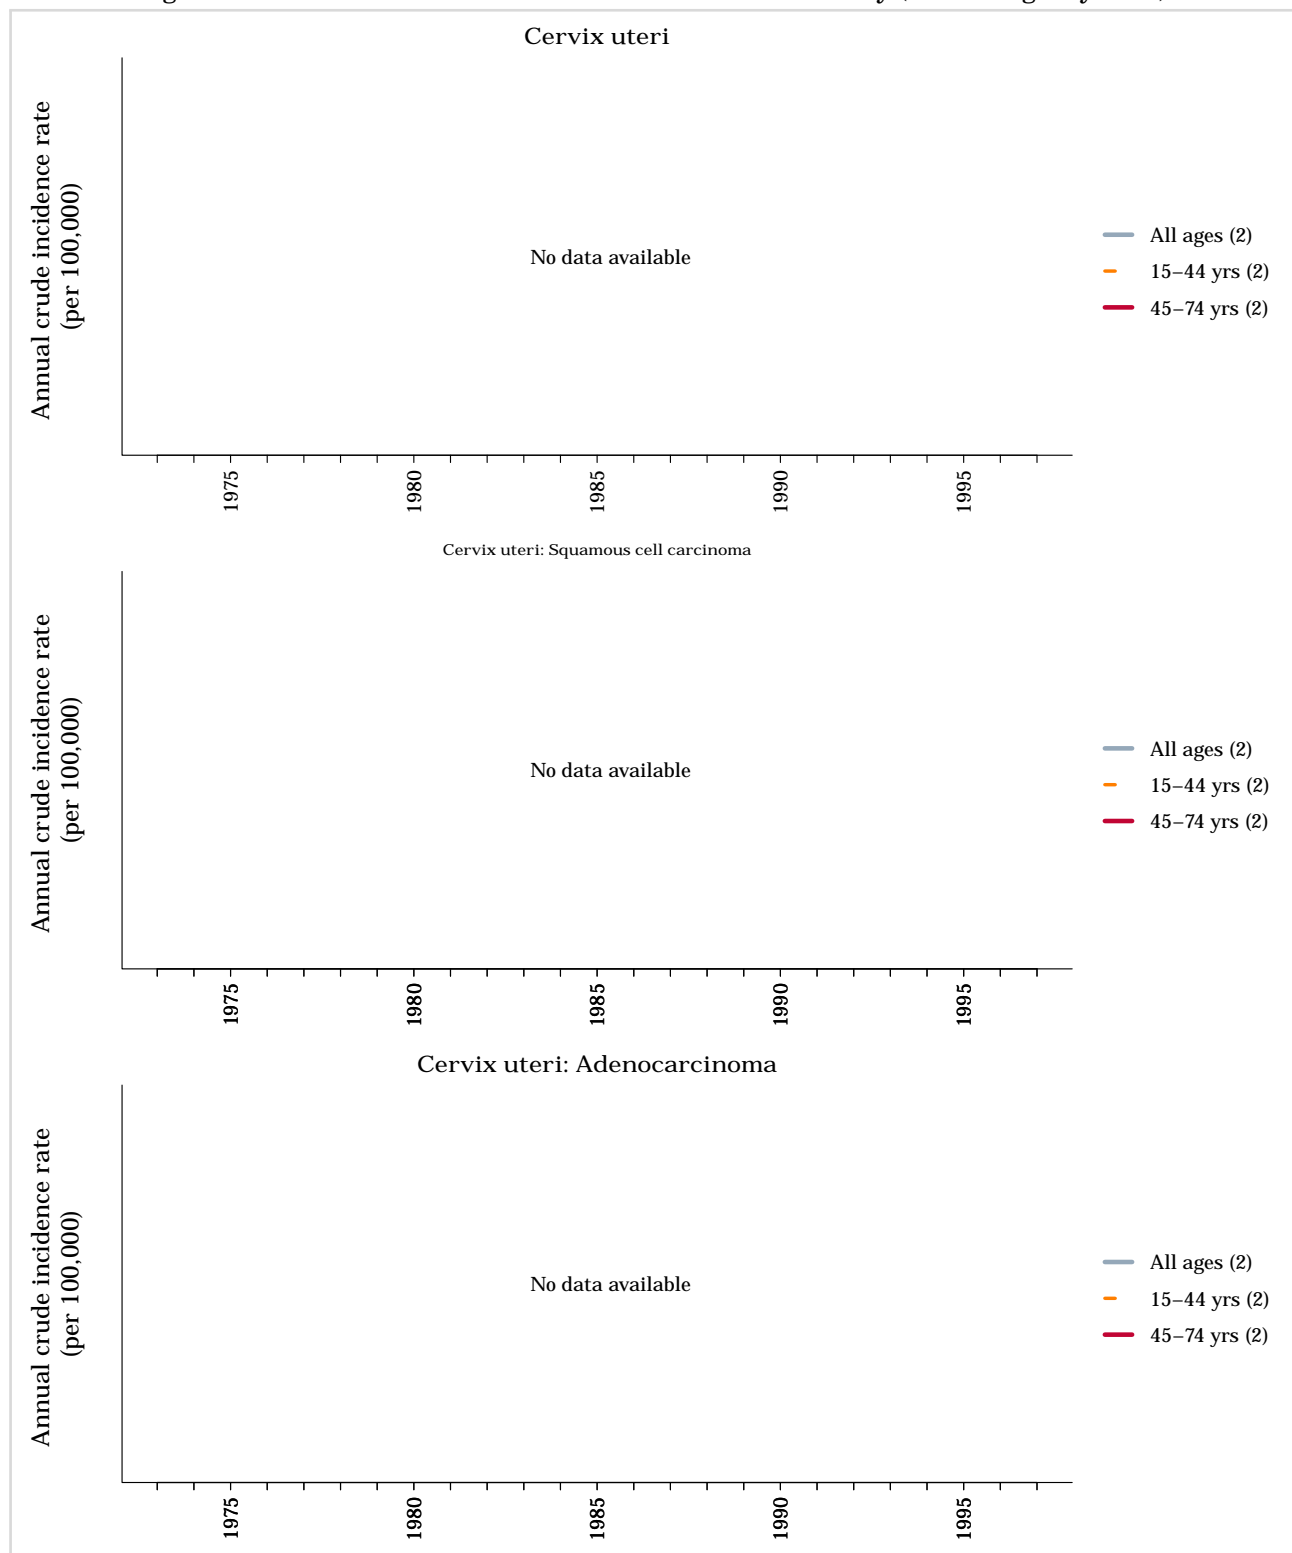 Cervix uteri
Annual crude incidence rate
(per 100,000)
No data available
All ages (2)
15–44 yrs (2)
45–74 yrs (2)
1975
1980
1985
1990
1995
Cervix uteri: Squamous cell carcinoma
Annual crude incidence rate
(per 100,000)
No data available
All ages (2)
15–44 yrs (2)
45–74 yrs (2)
1975
1980
1985
1990
1995
Cervix uteri: Adenocarcinoma
Annual crude incidence rate
(per 100,000)
No data available
All ages (2)
15–44 yrs (2)
45–74 yrs (2)
1975
1980
1985
1990
1995